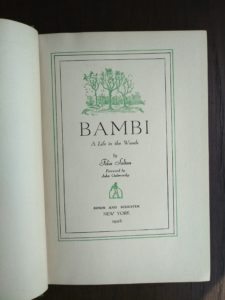 BAMBI
A Life in the Woods
By
Felix Salten
Foreword by
John Galsworthy
SIMON AND SCHUSTER
NEW YORK